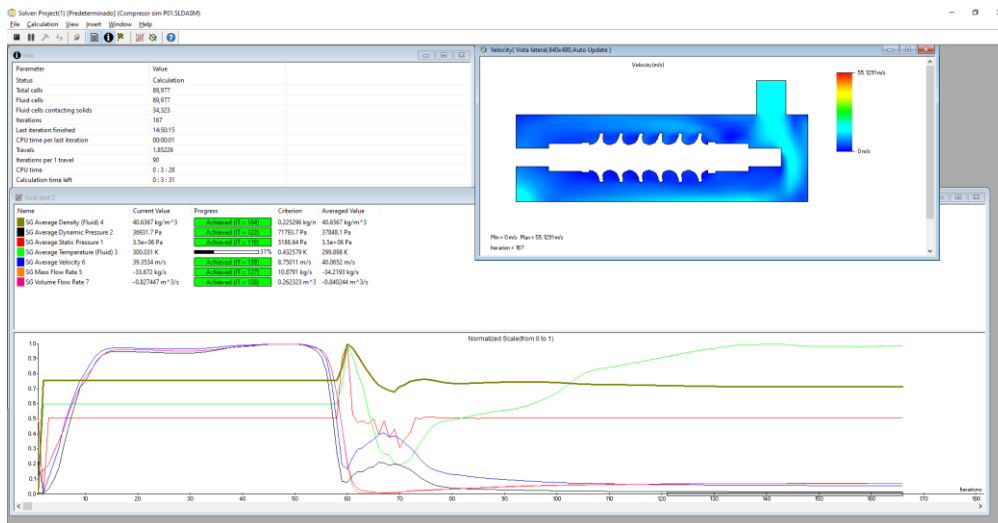 Solver: Project(1) [Predeterminado] (Compresor sim P01.SLDASM)
File Calculation View Insert Window Help
Info
Parameter Value
Status Calculation
Total cells 89,977
Fluid cells 89,977
Fluid cells contacting solids 34,323
Iterations 167
Last iteration finished 14:50:15
CPU time per last iteration 00:00:01
Travels 1.85226
Iterations per 1 travel 90
CPU time 0 : 3 : 28
Calculation time left 0 : 3 : 31
Velocity( Vista lateral,640x480,Auto Update )
Velocity(m/s)
55.1231m/s
0 m/s
Min = 0 m/s Max = 55.1231m/s
Iteration = 167
Goal plot 2
Name Current Value Progress Criterion Averaged Value
SG Average Density (Fluid) 4 40.6367 kg/m^3 Achieved (IT = 164) 0.225296 kg/n 40.6567 kg/m^3
SG Average Dynamic Pressure 2 36931.7 Pa Achieved (IT = 123) 71793.7 Pa 37848.1 Pa
SG Average Static Pressure 1 3.5e+06 Pa Achieved (IT = 116) 5188.64 Pa 3.5e+06 Pa
SG Average Temperature (Fluid) 3 300.031 K 31% 0.432579 K 299.898 K
SG Average Velocity 6 39.3534 m/s Achieved (IT = 139) 8.75011 m/s 40.0652 m/s
SG Mass Flow Rate 5 -33.672 kg/s Achieved (IT = 127) 10.8791 kg/s -34.2193 kg/s
SG Volume Flow Rate 7 -0.827447 m^3/s Achieved (IT = 128) 0.262323 m^3 -0.840244 m^3/s
Normalized Scale(from 0 to 1)
1.0
0.9
0.8
0.7
0.6
0.5
0.4
0.3
0.2
0.1
0.0
Iterations
10 20 30 40 50 60 70 80 90 100 110 120 130 140 150 160 170 180